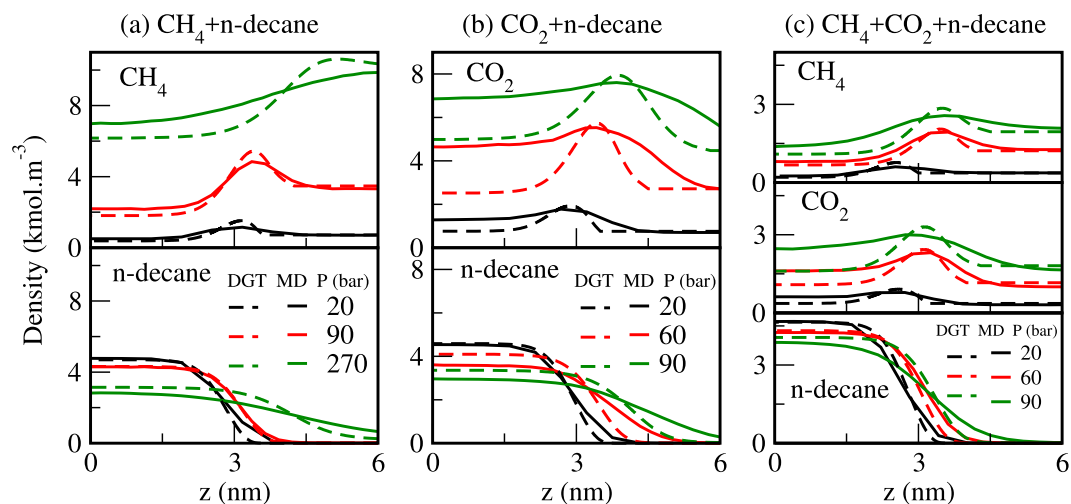 (a) CH₄+n-decane
(b) CO₂+n-decane
(c) CH₄+CO₂+n-decane
Density (kmol.m⁻³)
CH₄
8
4
0
n-decane
DGT MD P (bar)
20
90
270
8
4
0
0 3 6
z (nm)
CO₂
8
4
0
n-decane
DGT MD P (bar)
20
60
90
8
4
0
0 3 6
z (nm)
CH₄
3
0
CO₂
3
0
n-decane
DGT MD P (bar)
20
60
90
3
0
0 3 6
z (nm)